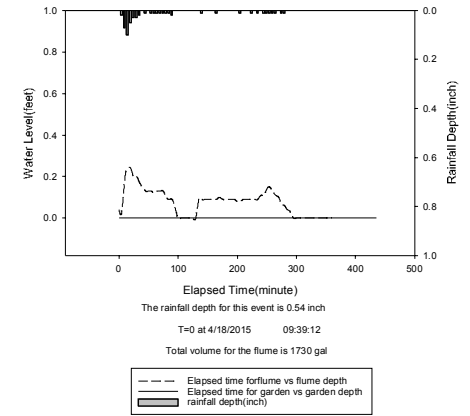 1.0
0.8
0.6
0.4
0.2
0.0
Water Level(feet)
0.0
0.2
0.4
0.6
0.8
1.0
Rainfall Depth(inch)
0
100
200
300
400
500
Elapsed Time(minute)
The rainfall depth for this event is 0.54 inch
T=0 at 4/18/2015 09:39:12
Total volume for the flume is 1730 gal
Elapsed time forflume vs flume depth
Elapsed time for garden vs garden depth
rainfall depth(inch)